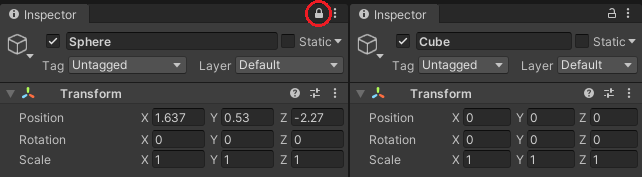 Inspector
Sphere Static
Tag Untagged Layer Default
Transform
Position X 1.637 Y 0.53 Z -2.27
Rotation X 0 Y 0 Z 0
Scale X 1 Y 1 Z 1
Inspector
Cube Static
Tag Untagged Layer Default
Transform
Position X 0 Y 0 Z 0
Rotation X 0 Y 0 Z 0
Scale X 1 Y 1 Z 1